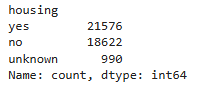 housing
yes        21576
no         18622
unknown      990
Name: count, dtype: int64